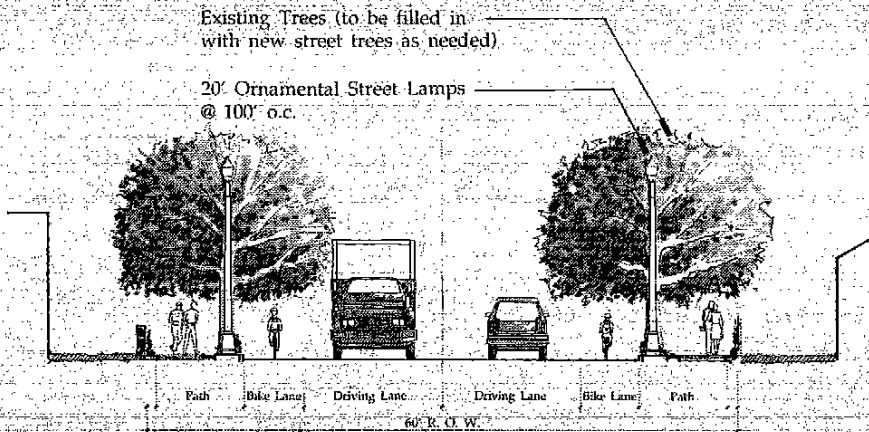 Existing Trees (to be filled in
with new street trees as needed)
20' Ornamental Street Lamps
@ 100' o.c.
Path Bike Lane Driving Lane Driving Lane Bike Lane Path
60' R. O. W.